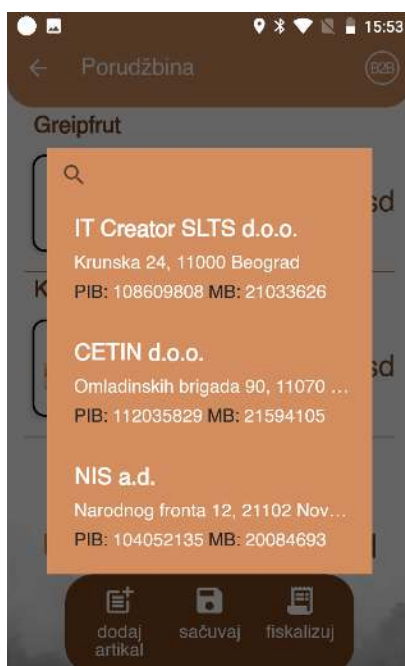 15:53
Porudžbina
B2B
Greipfrut
sd
IT Creator SLTS d.o.o.
Krunska 24, 11000 Beograd
PIB: 108609808 MB: 21033626
K
CETIN d.o.o.
sd
Omladinskih brigada 90, 11070 ...
PIB: 112035829 MB: 21594105
NIS a.d.
Narodnog fronta 12, 21102 Nov...
PIB: 104052135 MB: 20084693
dodaj artikal
sačuvaj
fiskalizuj